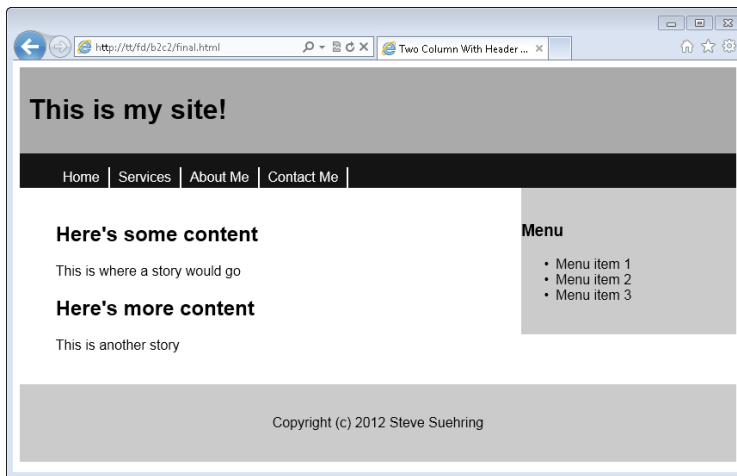 http://tt/fd/b2c2/final.html
Two Column With Header ...
This is my site!
Home
Services
About Me
Contact Me
Here's some content
This is where a story would go
Here's more content
This is another story
Menu
• Menu item 1
• Menu item 2
• Menu item 3
Copyright (c) 2012 Steve Suehring